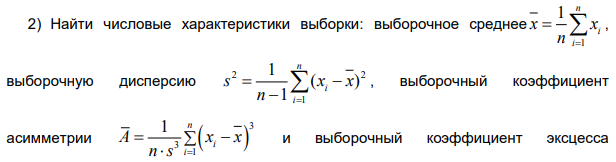 2) Найти числовые характеристики выборки: выборочное среднее $\overline{x} = \frac{1}{n}\sum_{i=1}^{n} x_i$,
выборочную дисперсию $s^2 = \frac{1}{n-1}\sum_{i=1}^{n}(x_i - \overline{x})^2$, выборочный коэффициент
асимметрии $\overline{A} = \frac{1}{n \cdot s^3}\sum_{i=1}^{n}\left(x_i - \overline{x}\right)^3$ и выборочный коэффициент эксцесса